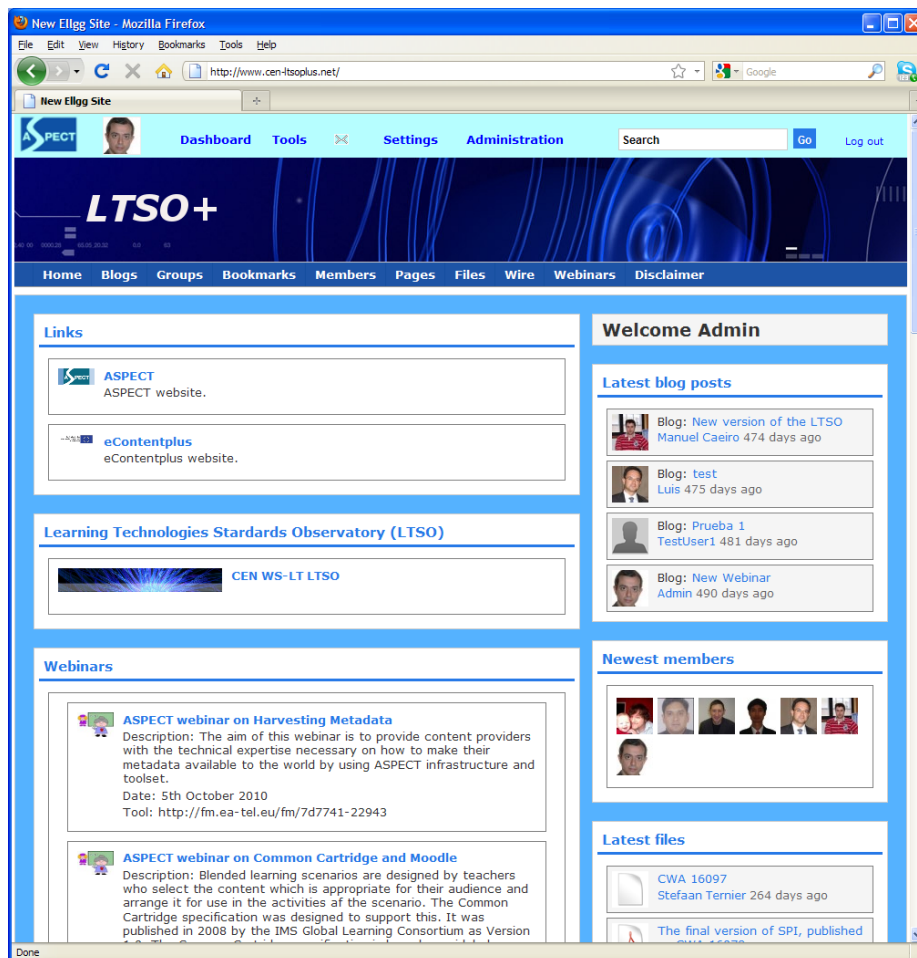 New Ellgg Site - Mozilla Firefox
File Edit View History Bookmarks Tools Help
http://www.cen-ltsoplus.net/
Google
New Ellgg Site
ASPECT
Dashboard Tools Settings Administration
Search
Go
Log out
LTSO+
Home Blogs Groups Bookmarks Members Pages Files Wire Webinars Disclaimer
Links
ASPECT
ASPECT
ASPECT website.
eContentplus
eContentplus website.
Learning Technologies Stardards Observatory (LTSO)
CEN WS-LT LTSO
Webinars
ASPECT webinar on Harvesting Metadata
Description: The aim of this webinar is to provide content providers
with the technical expertise necessary on how to make their
metadata available to the world by using ASPECT infrastructure and
toolset.
Date: 5th October 2010
Tool: http://fm.ea-tel.eu/fm/7d7741-22943
ASPECT webinar on Common Cartridge and Moodle
Description: Blended learning scenarios are designed by teachers
who select the content which is appropriate for their audience and
arrange it for use in the activities af the scenario. The Common
Cartridge specification was designed to support this. It was
published in 2008 by the IMS Global Learning Consortium as Version
Welcome Admin
Latest blog posts
Blog: New version of the LTSO
Manuel Caeiro 474 days ago
Blog: test
Luis 475 days ago
Blog: Prueba 1
TestUser1 481 days ago
Blog: New Webinar
Admin 490 days ago
Newest members
Latest files
CWA 16097
Stefaan Ternier 264 days ago
The final version of SPI, published
Done